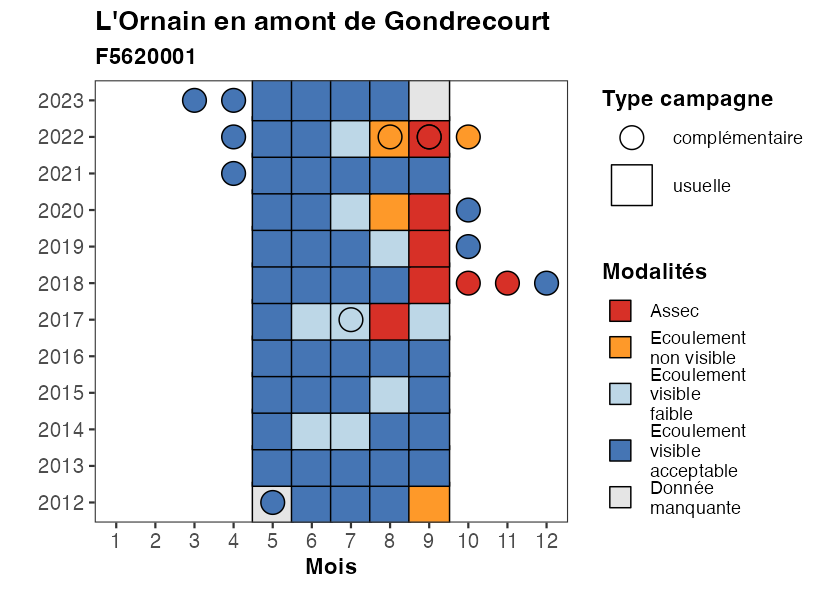 L'Ornain en amont de Gondrecourt
F5620001
2023
2022
2021
2020
2019
2018
2017
2016
2015
2014
2013
2012
1 2 3 4 5 6 7 8 9 10 11 12
Mois
Type campagne
complémentaire
usuelle
Modalités
Assec
Ecoulement
non visible
Ecoulement
visible
faible
Ecoulement
visible
acceptable
Donnée
manquante